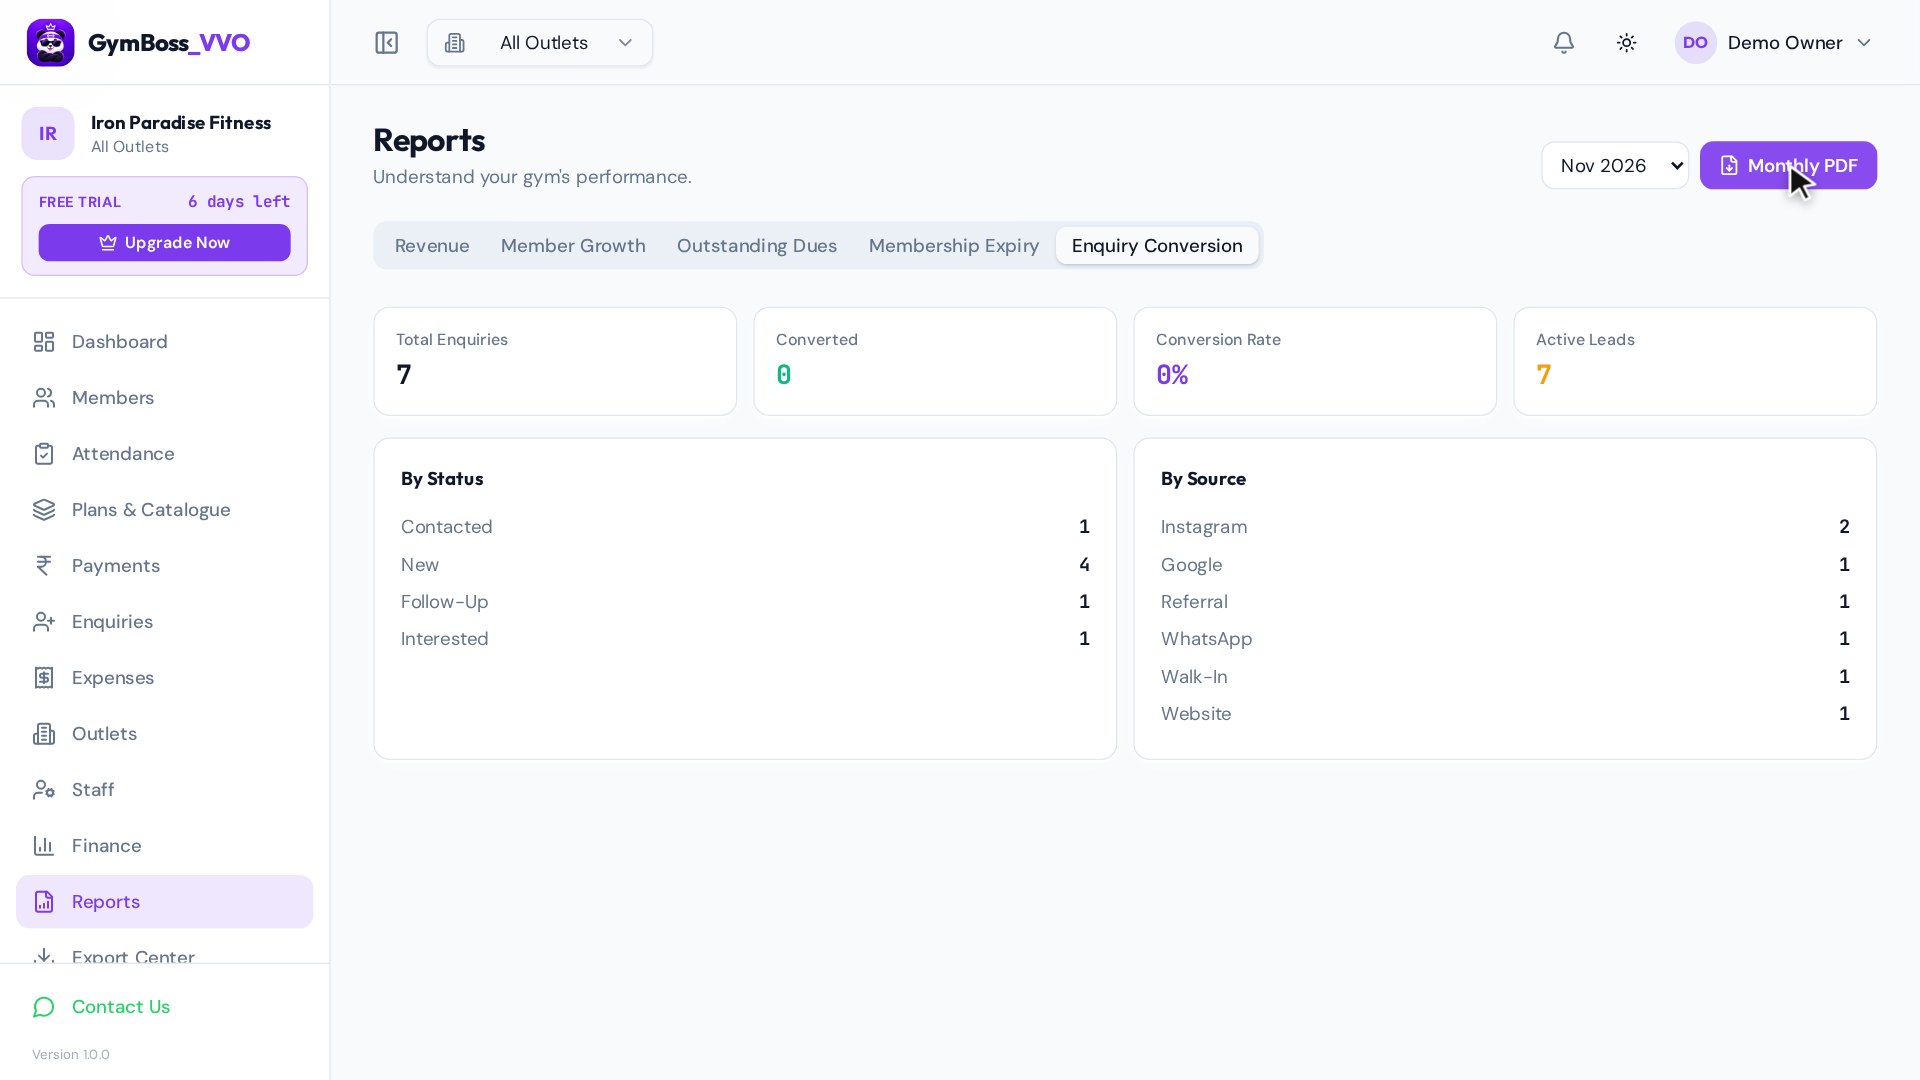 GymBoss_VVO
All Outlets
DO
Demo Owner
IR
Iron Paradise Fitness
All Outlets
FREE TRIAL
6 days left
Upgrade Now
Dashboard
Members
Attendance
Plans & Catalogue
Payments
Enquiries
Expenses
Outlets
Staff
Finance
Reports
Export Center
Contact Us
Version 1.0.0
Reports
Understand your gym's performance.
Nov 2026
Monthly PDF
Revenue
Member Growth
Outstanding Dues
Membership Expiry
Enquiry Conversion
Total Enquiries
7
Converted
0
Conversion Rate
0%
Active Leads
7
By Status
Contacted 1
New 4
Follow-Up 1
Interested 1
By Source
Instagram 2
Google 1
Referral 1
WhatsApp 1
Walk-In 1
Website 1